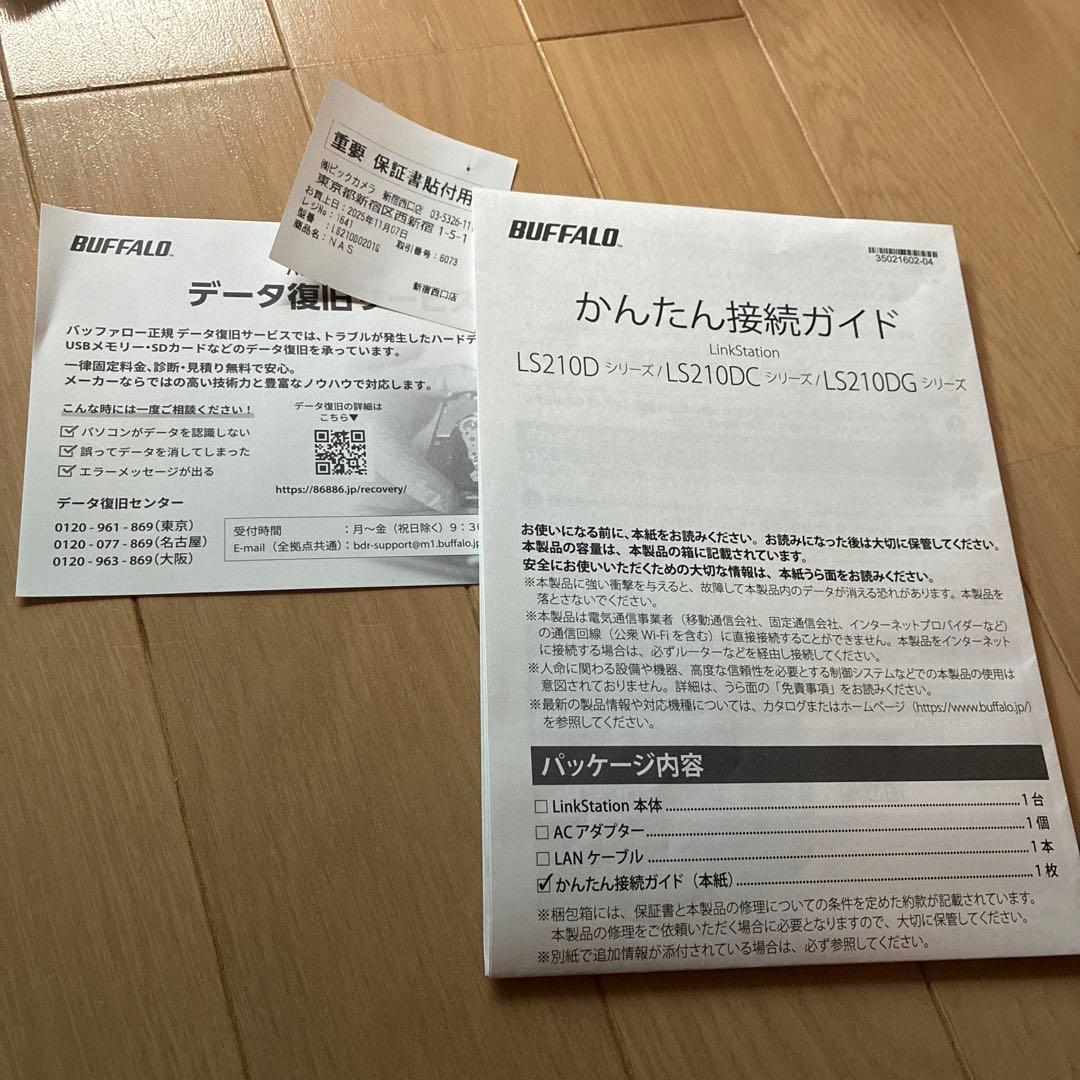 重要 保証書貼付用
㈱ビックカメラ 新宿西口店 03-5326-11
東京都新宿区西新宿 1-5-1
お買上日:2025年11月07日
レジNo:1641 取引番号:6073
型番 :LS210D0201G
商品名:NAS
新宿西口店
BUFFALO
データ復旧
バッファロー正規 データ復旧サービスでは、トラブルが発生したハードデ
USBメモリー・SDカードなどのデータ復旧を承っています。
一律固定料金、診断・見積り無料で安心。
メーカーならではの高い技術力と豊富なノウハウで対応します。
こんな時には一度ご相談ください!
パソコンがデータを認識しない
誤ってデータを消してしまった
エラーメッセージが出る
データ復旧の詳細は
こちら▼
https://86886.jp/recovery/
データ復旧センター
0120-961-869(東京)
0120-077-869(名古屋)
0120-963-869(大阪)
受付時間 :月~金(祝日除く)9:30
E-mail(全拠点共通):bdr-support@m1.buffalo.jp
BUFFALO™
35021602-04
かんたん接続ガイド
LinkStation
LS210D シリーズ/LS210DC シリーズ/LS210DG シリーズ
お使いになる前に、本紙をお読みください。お読みになった後は大切に保管してください。
本製品の容量は、本製品の箱に記載されています。
安全にお使いいただくための大切な情報は、本紙うら面をお読みください。
※本製品に強い衝撃を与えると、故障して本製品内のデータが消える恐れがあります。本製品を
落とさないでください。
※本製品は電気通信事業者(移動通信会社、固定通信会社、インターネットプロバイダーなど)
の通信回線(公衆 Wi-Fi を含む)に直接接続することができません。本製品をインターネット
に接続する場合は、必ずルーターなどを経由し接続してください。
※人命に関わる設備や機器、高度な信頼性を必要とする制御システムなどでの本製品の使用は
意図されておりません。詳細は、うら面の「免責事項」をお読みください。
※最新の製品情報や対応機種については、カタログまたはホームページ(https://www.buffalo.jp/)
を参照してください。
パッケージ内容
□ LinkStation 本体 ........ 1 台
□ AC アダプター ........ 1 個
□ LAN ケーブル ........ 1 本
☑ かんたん接続ガイド(本紙) ........ 1 枚
※梱包箱には、保証書と本製品の修理についての条件を定めた約款が記載されています。
本製品の修理をご依頼いただく場合に必要となりますので、大切に保管してください。
※別紙で追加情報が添付されている場合は、必ず参照してください。